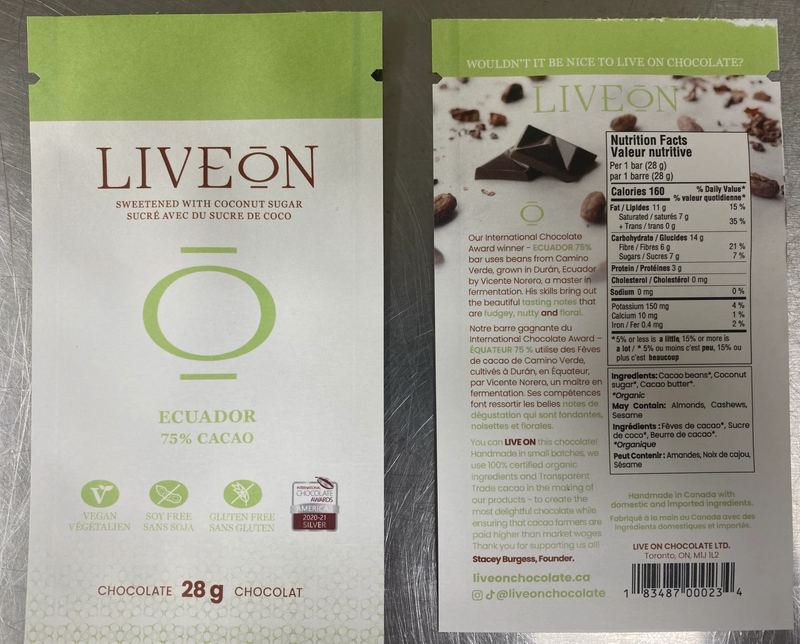 LIVEŌN
SWEETENED WITH COCONUT SUGAR
SUCRÉ AVEC DU SUCRE DE COCO
Ō
ECUADOR
75% CACAO
VEGAN
VÉGÉTALIEN
SOY FREE
SANS SOJA
GLUTEN FREE
SANS GLUTEN
INTERNATIONAL
CHOCOLATE
AWARDS
AMERICAS
2020-21
SILVER
CHOCOLATE 28 g CHOCOLAT
WOULDN'T IT BE NICE TO LIVE ON CHOCOLATE?
LIVEŌN
Ō
Our International Chocolate
Award winner - ECUADOR 75%
bar uses beans from Camino
Verde, grown in Durán, Ecuador
by Vicente Norero, a master in
fermentation. His skills bring out
the beautiful tasting notes that
are fudgey, nutty and floral.
Notre barre gagnante du
International Chocolate Award –
ÉQUATEUR 75 % utilise des Fèves
de cacao de Camino Verde,
cultivés à Durán, en Équateur,
par Vicente Norero, un maître en
fermentation. Ses compétences
font ressortir les belles notes de
dégustation qui sont fondantes,
noisettes et florales.
You can LIVE ON this chocolate!
Handmade in small batches, we
use 100% certified organic
ingredients and Transparent
Trade cacao in the making of
our products - to create the
most delightful chocolate while
ensuring that cacao farmers are
paid higher than market wages.
Thank you for supporting us all!
Stacey Burgess, Founder.
liveonchocolate.ca
@liveonchocolate
Nutrition Facts
Valeur nutritive
Per 1 bar (28 g)
par 1 barre (28 g)
Calories 160 % Daily Value*
% valeur quotidienne*
Fat / Lipides 11 g 15 %
Saturated / saturés 7 g
+ Trans / trans 0 g 35 %
Carbohydrate / Glucides 14 g
Fibre / Fibres 6 g 21 %
Sugars / Sucres 7 g 7 %
Protein / Protéines 3 g
Cholesterol / Cholestérol 0 mg
Sodium 0 mg 0 %
Potassium 150 mg 4 %
Calcium 10 mg 1 %
Iron / Fer 0.4 mg 2 %
*5% or less is a little, 15% or more is
a lot / * 5% ou moins c'est peu, 15% ou
plus c'est beaucoup
Ingredients: Cacao beans*, Coconut
sugar*, Cacao butter*.
*Organic
May Contain: Almonds, Cashews,
Sesame
Ingrédients : Fèves de cacao*, Sucre
de coco*, Beurre de cacao*.
*Organique
Peut Contenir: Amandes, Noix de cajou,
Sésame
Handmade in Canada with
domestic and imported ingredients.
Fabriqué à la main au Canada avec des
ingrédients domestiques et importés.
LIVE ON CHOCOLATE LTD.
Toronto, ON, M1J 1L2
1 83487 00023 4